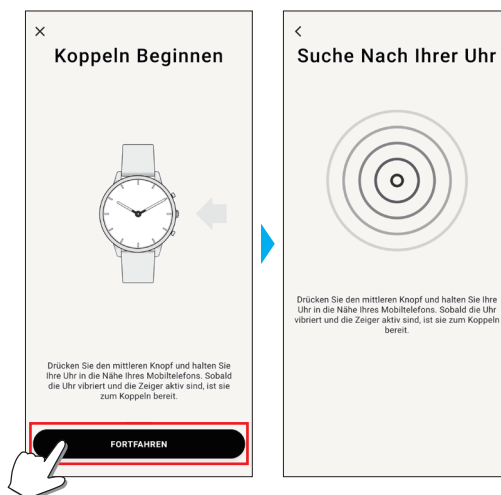 Koppeln Beginnen
Drücken Sie den mittleren Knopf und halten Sie
Ihre Uhr in die Nähe Ihres Mobiltelefons. Sobald
die Uhr vibriert und die Zeiger aktiv sind, ist sie
zum Koppeln bereit.
FORTFAHREN
Suche Nach Ihrer Uhr
Drücken Sie den mittleren Knopf und halten Sie Ihre
Uhr in die Nähe Ihres Mobiltelefons. Sobald die Uhr
vibriert und die Zeiger aktiv sind, ist sie zum Koppeln
bereit.